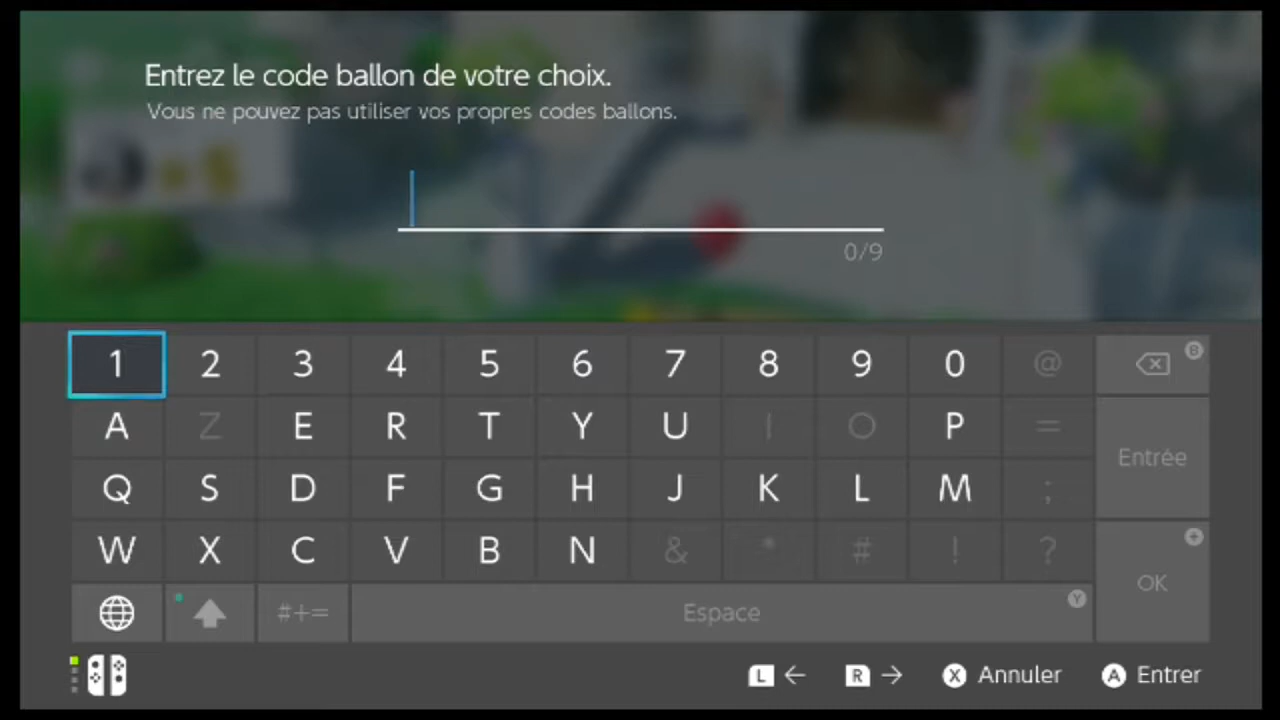 Entrez le code ballon de votre choix.
Vous ne pouvez pas utiliser vos propres codes ballons.
0/9
1 2 3 4 5 6 7 8 9 0 @ B
A Z E R T Y U I O P =
Entrée
Q S D F G H J K L M ;
W X C V B N & * # ! ?
OK
#+= Espace Y
L ← R → X Annuler A Entrer